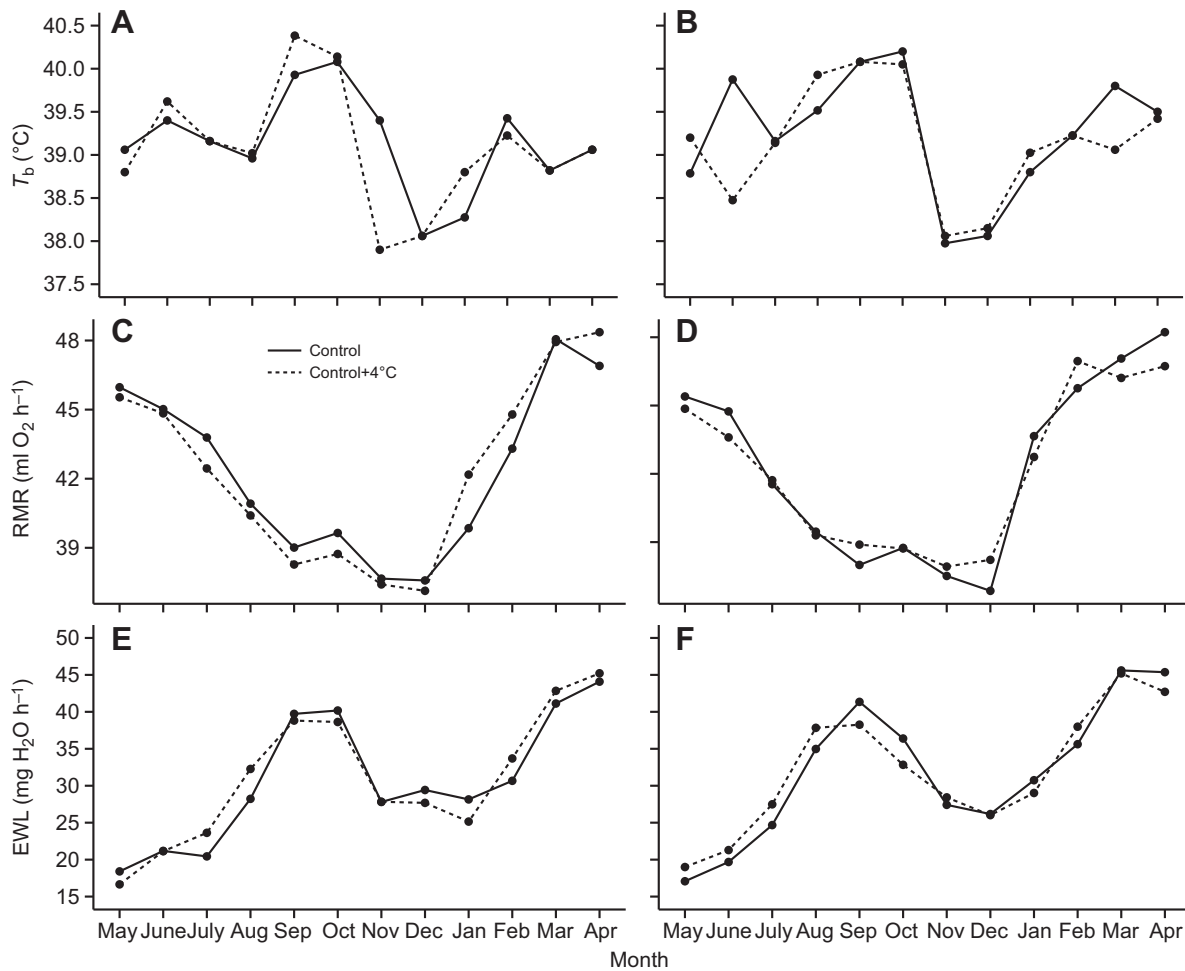 A
B
40.5
40.0
39.5
39.0
38.5
38.0
37.5
T_b (°C)
C
D
Control
Control+4°C
48
45
42
39
RMR (ml O₂ h⁻¹)
E
F
50
45
40
35
30
25
20
15
EWL (mg H₂O h⁻¹)
May June July Aug Sep Oct Nov Dec Jan Feb Mar Apr
May June July Aug Sep Oct Nov Dec Jan Feb Mar Apr
Month